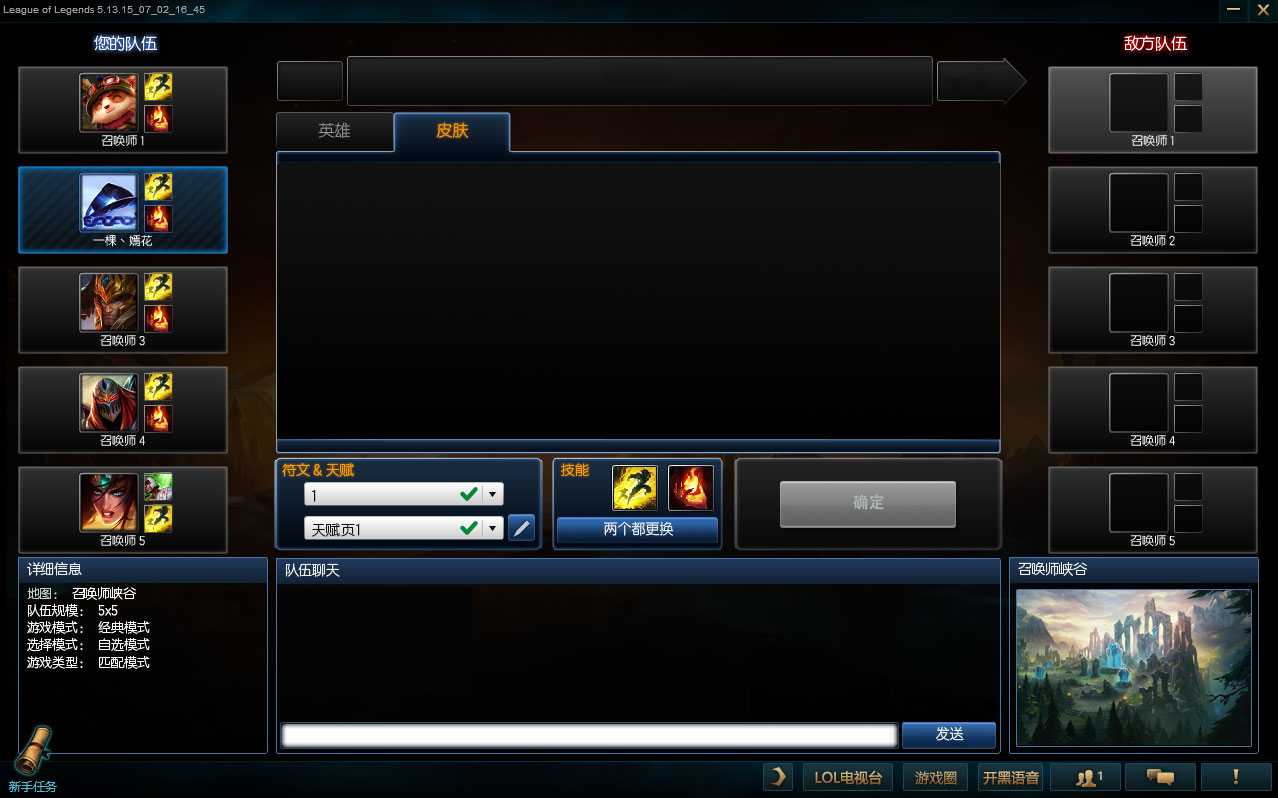 League of Legends 5.13.15_07_02_16_45
您的队伍
敌方队伍
召唤师 1
一棵丶嫣花
召唤师 3
召唤师 4
召唤师 5
英雄
皮肤
召唤师 1
召唤师 2
召唤师 3
召唤师 4
召唤师 5
符文 & 天赋
1
天赋页1
技能
两个都更换
确定
详细信息
地图： 召唤师峡谷
队伍规模： 5x5
游戏模式： 经典模式
选择模式： 自选模式
游戏类型： 匹配模式
队伍聊天
发送
召唤师峡谷
新手任务
LOL电视台
游戏圈
开黑语音
1
!